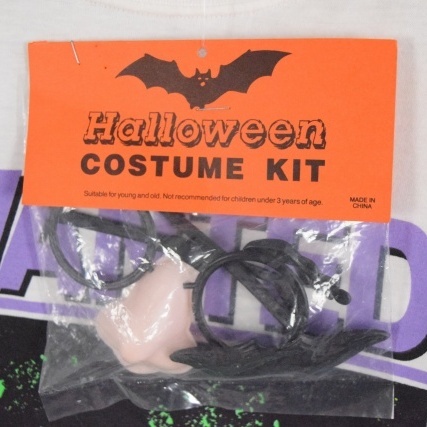 Halloween
COSTUME KIT
Suitable for young and old. Not recommended for children under 3 years of age.
MADE IN
CHINA